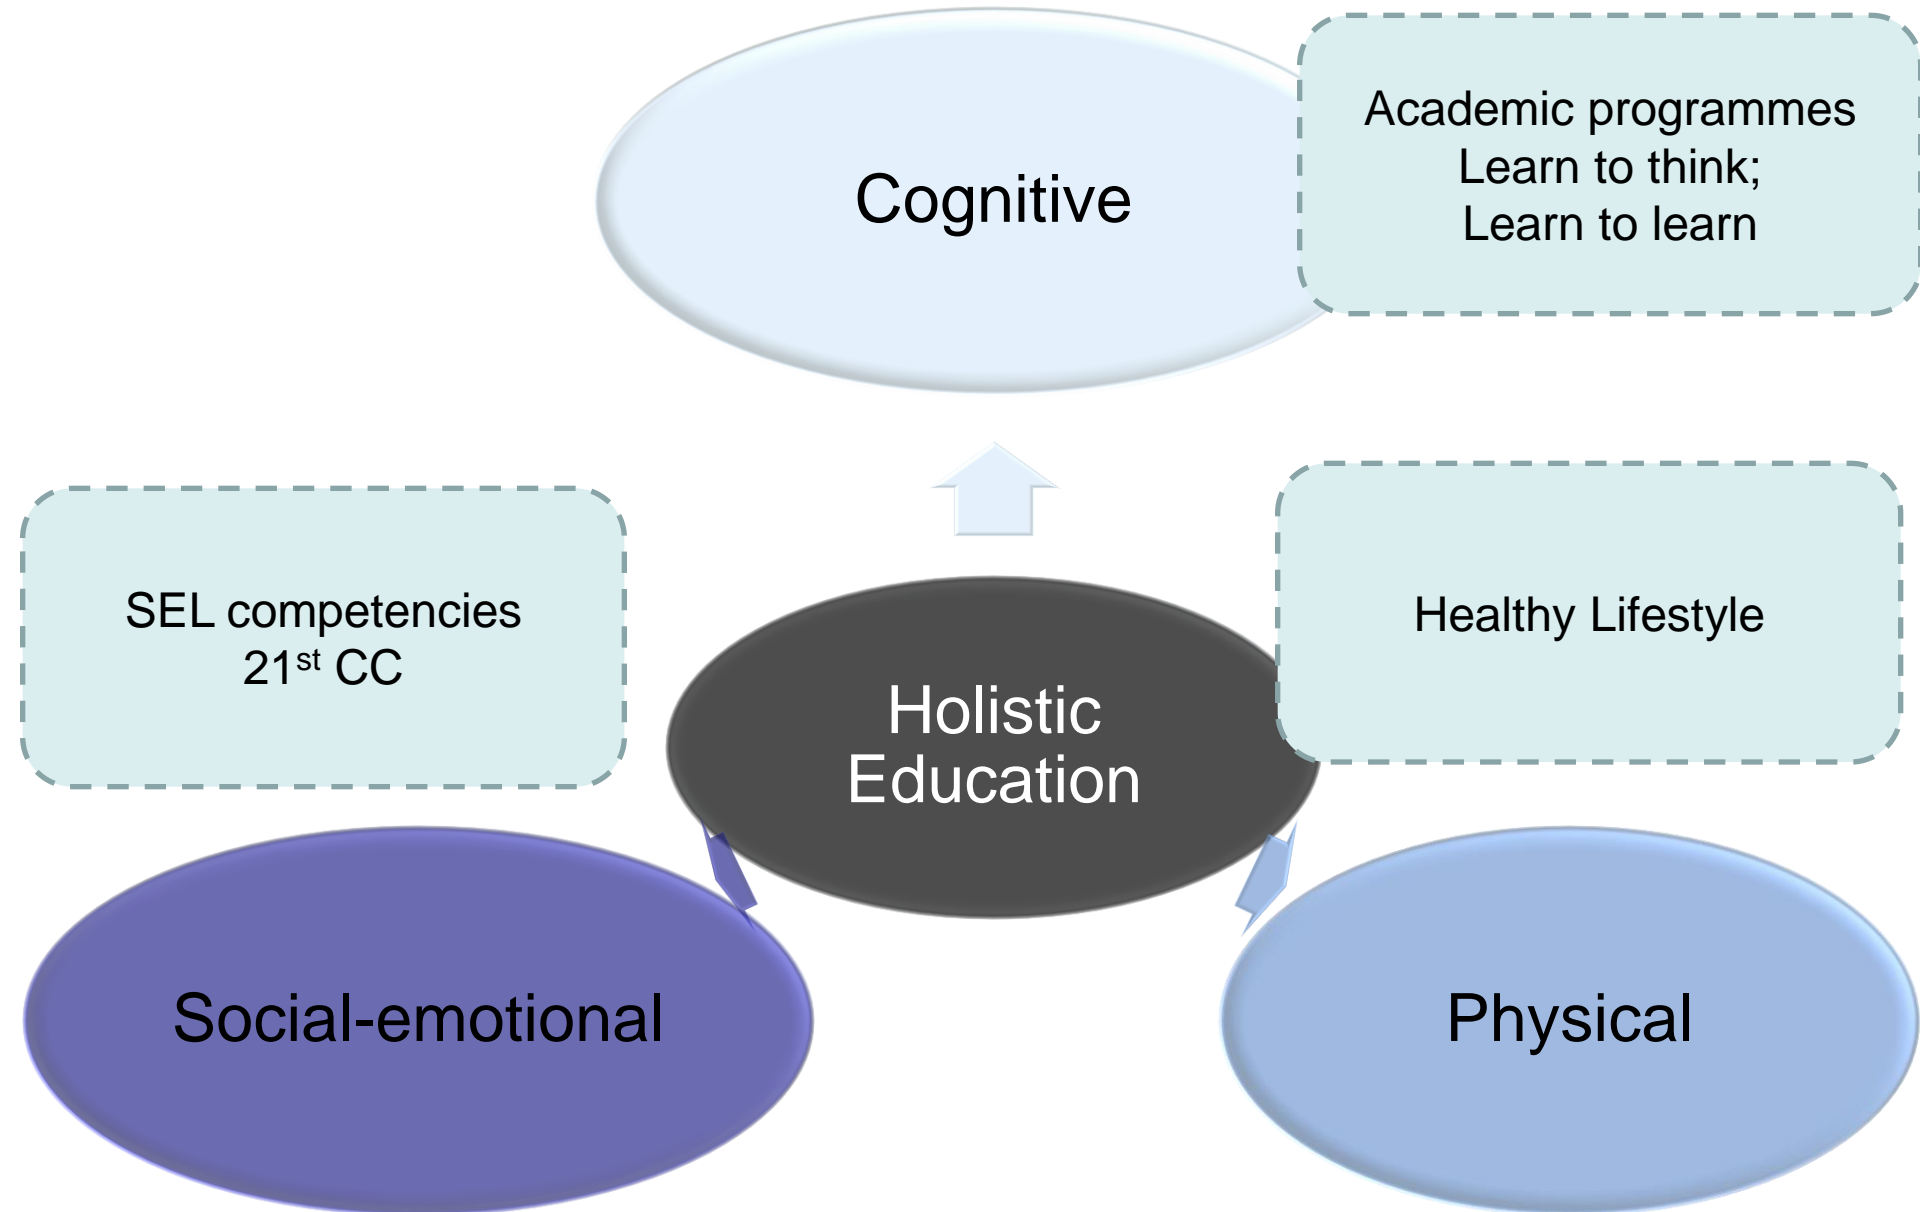 Cognitive
Academic programmes
Learn to think;
Learn to learn
SEL competencies
21st CC
Healthy Lifestyle
Holistic
Education
Social-emotional
Physical